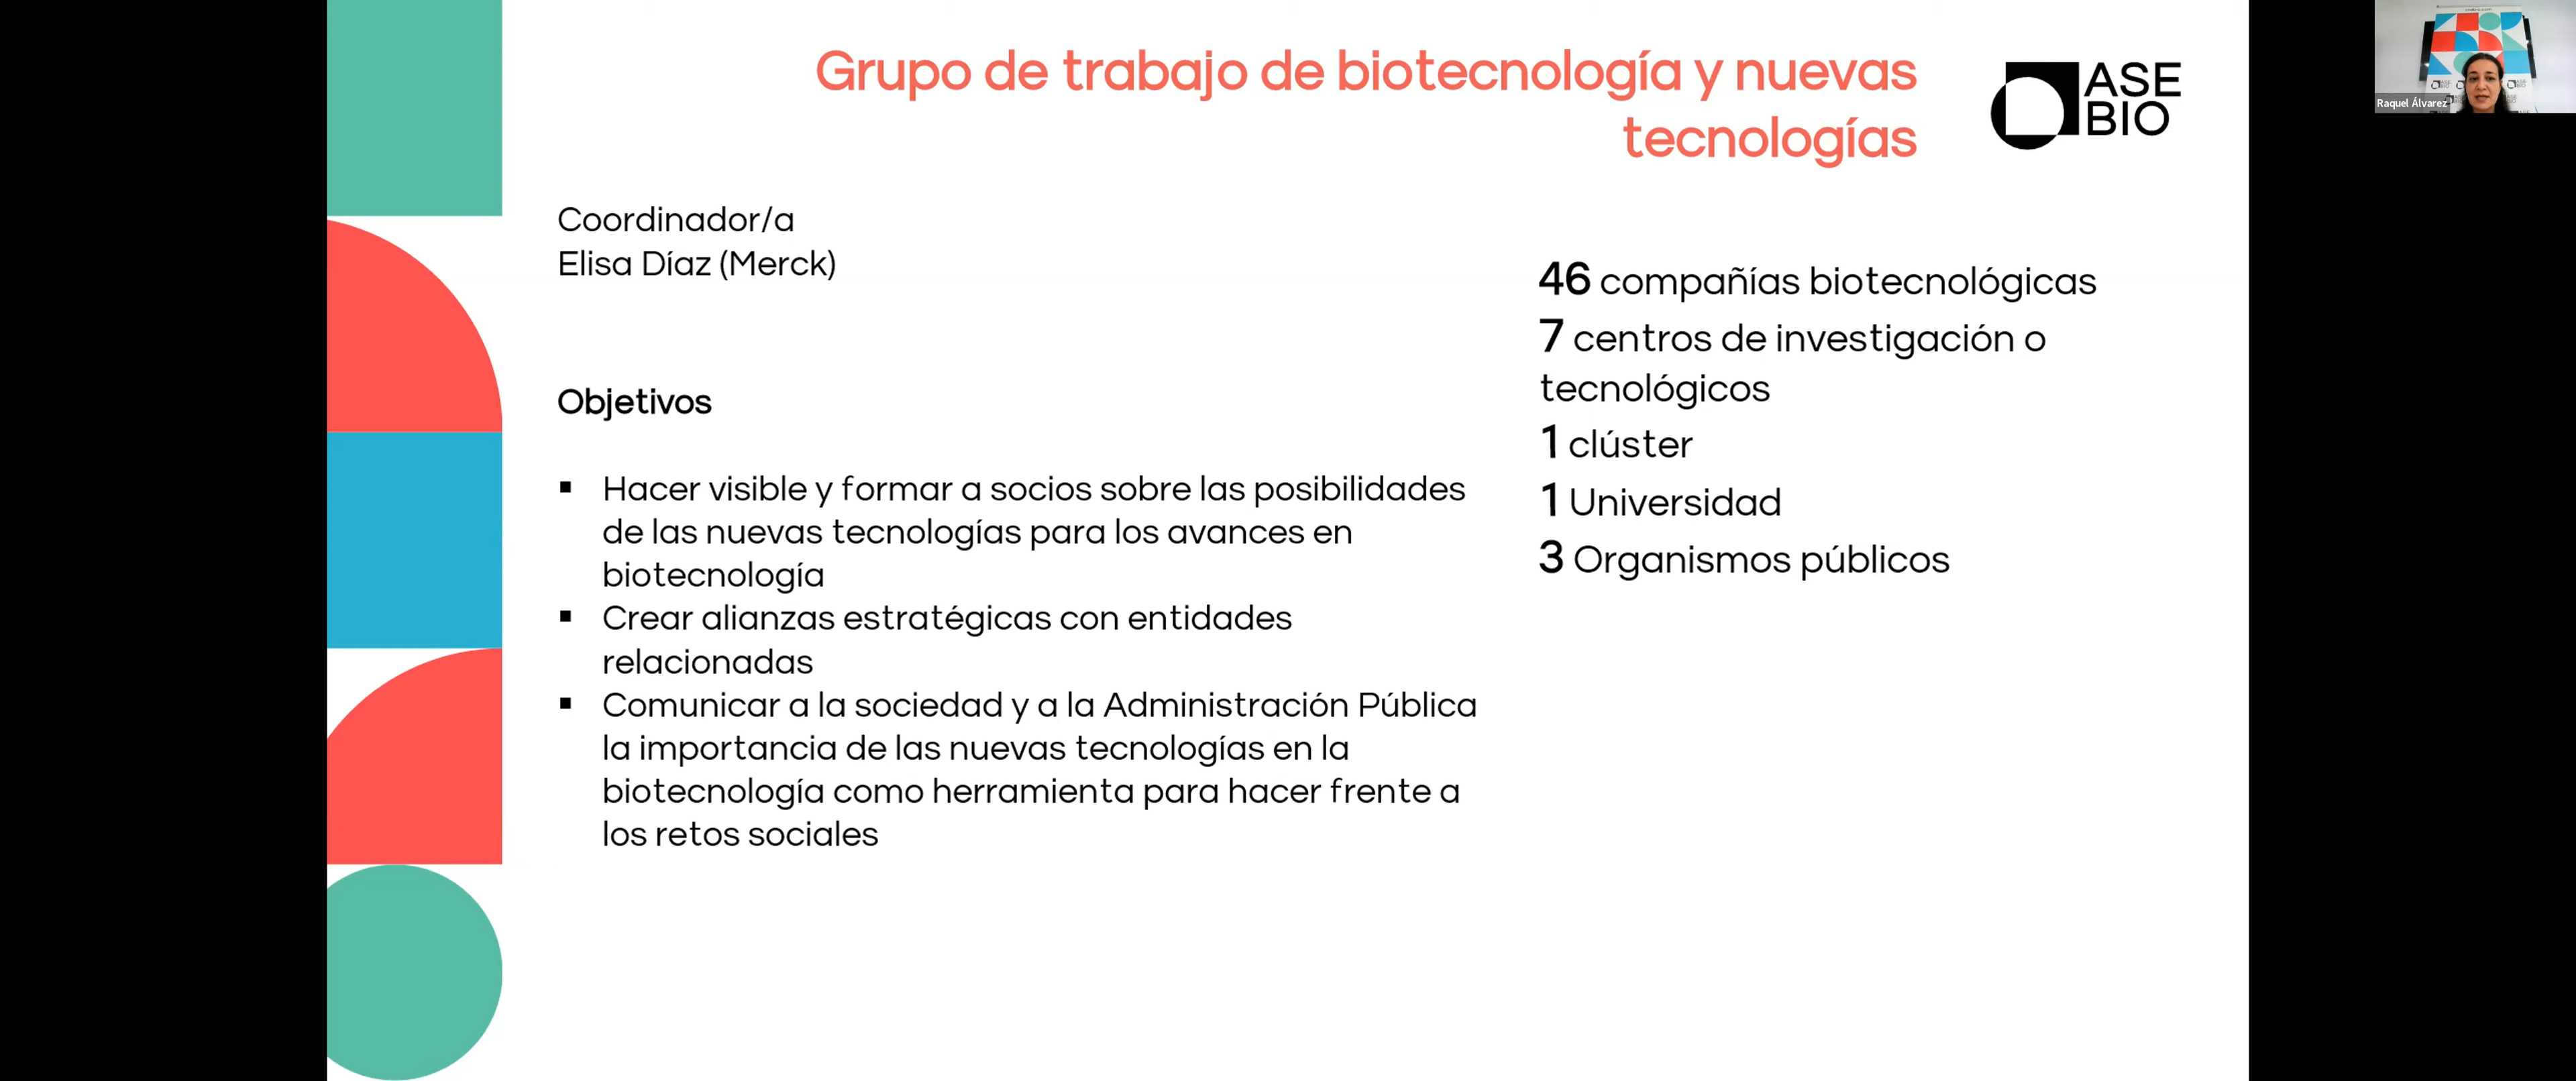 Grupo de trabajo de biotecnología y nuevas
tecnologías
ASE
BIO
Raquel Álvarez
Coordinador/a
Elisa Díaz (Merck)
Objetivos
▪ Hacer visible y formar a socios sobre las posibilidades
de las nuevas tecnologías para los avances en
biotecnología
▪ Crear alianzas estratégicas con entidades
relacionadas
▪ Comunicar a la sociedad y a la Administración Pública
la importancia de las nuevas tecnologías en la
biotecnología como herramienta para hacer frente a
los retos sociales
46 compañías biotecnológicas
7 centros de investigación o
tecnológicos
1 clúster
1 Universidad
3 Organismos públicos